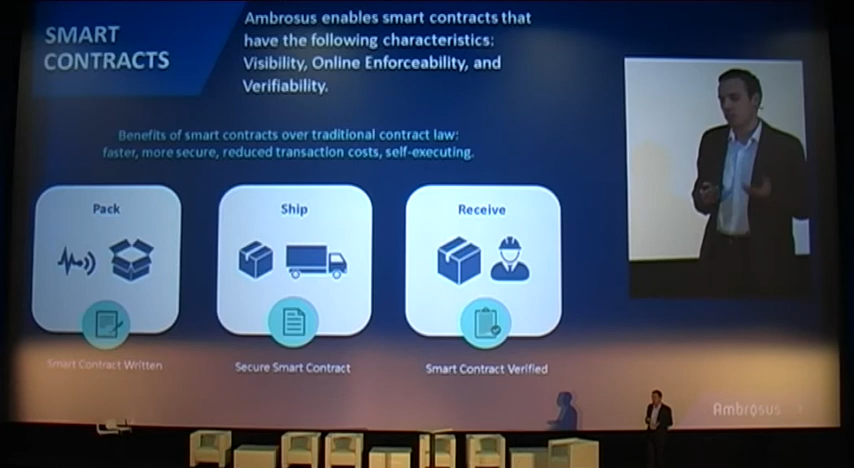 SMART
CONTRACTS
Ambrosus enables smart contracts that
have the following characteristics:
Visibility, Online Enforceability, and
Verifiability.
Benefits of smart contracts over traditional contract law:
faster, more secure, reduced transaction costs, self-executing.
Pack
Ship
Receive
Smart Contract Written
Secure Smart Contract
Smart Contract Verified
Ambrosus